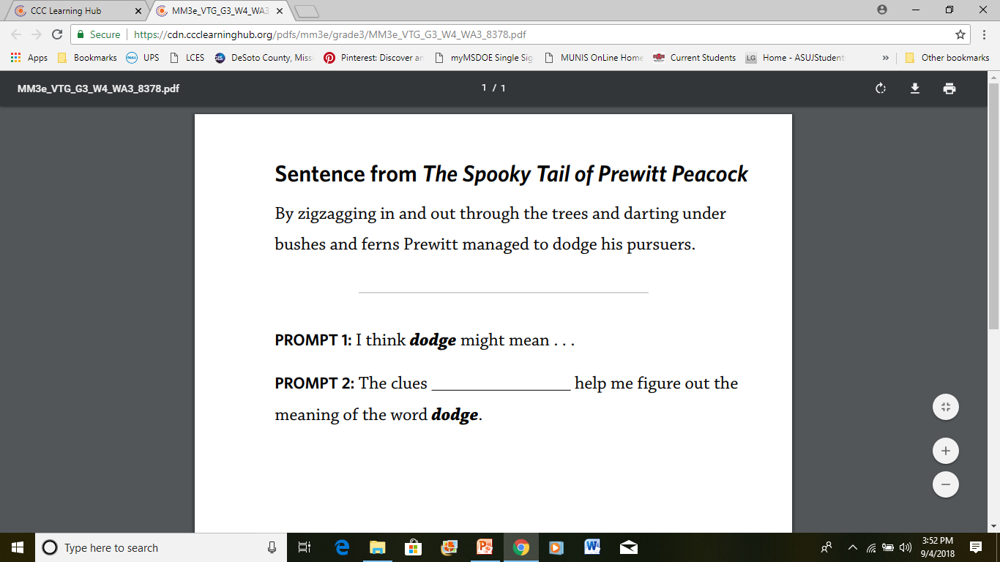 CCC Learning Hub
MM3e_VTG_G3_W4_WA3
Secure
https://cdn.ccclearninghub.org/pdfs/mm3e/grade3/MM3e_VTG_G3_W4_WA3_8378.pdf
Apps
Bookmarks
UPS
LCES
DeSoto County, Miss
Pinterest: Discover an
myMSDOE Single Sig
MUNIS OnLine Home
Current Students
LG Home - ASUJStudent
»
Other bookmarks
MM3e_VTG_G3_W4_WA3_8378.pdf
1 / 1
Sentence from The Spooky Tail of Prewitt Peacock
By zigzagging in and out through the trees and darting under
bushes and ferns Prewitt managed to dodge his pursuers.
PROMPT 1: I think dodge might mean . . .
PROMPT 2: The clues ________________ help me figure out the
meaning of the word dodge.
Type here to search
3:52 PM
9/4/2018